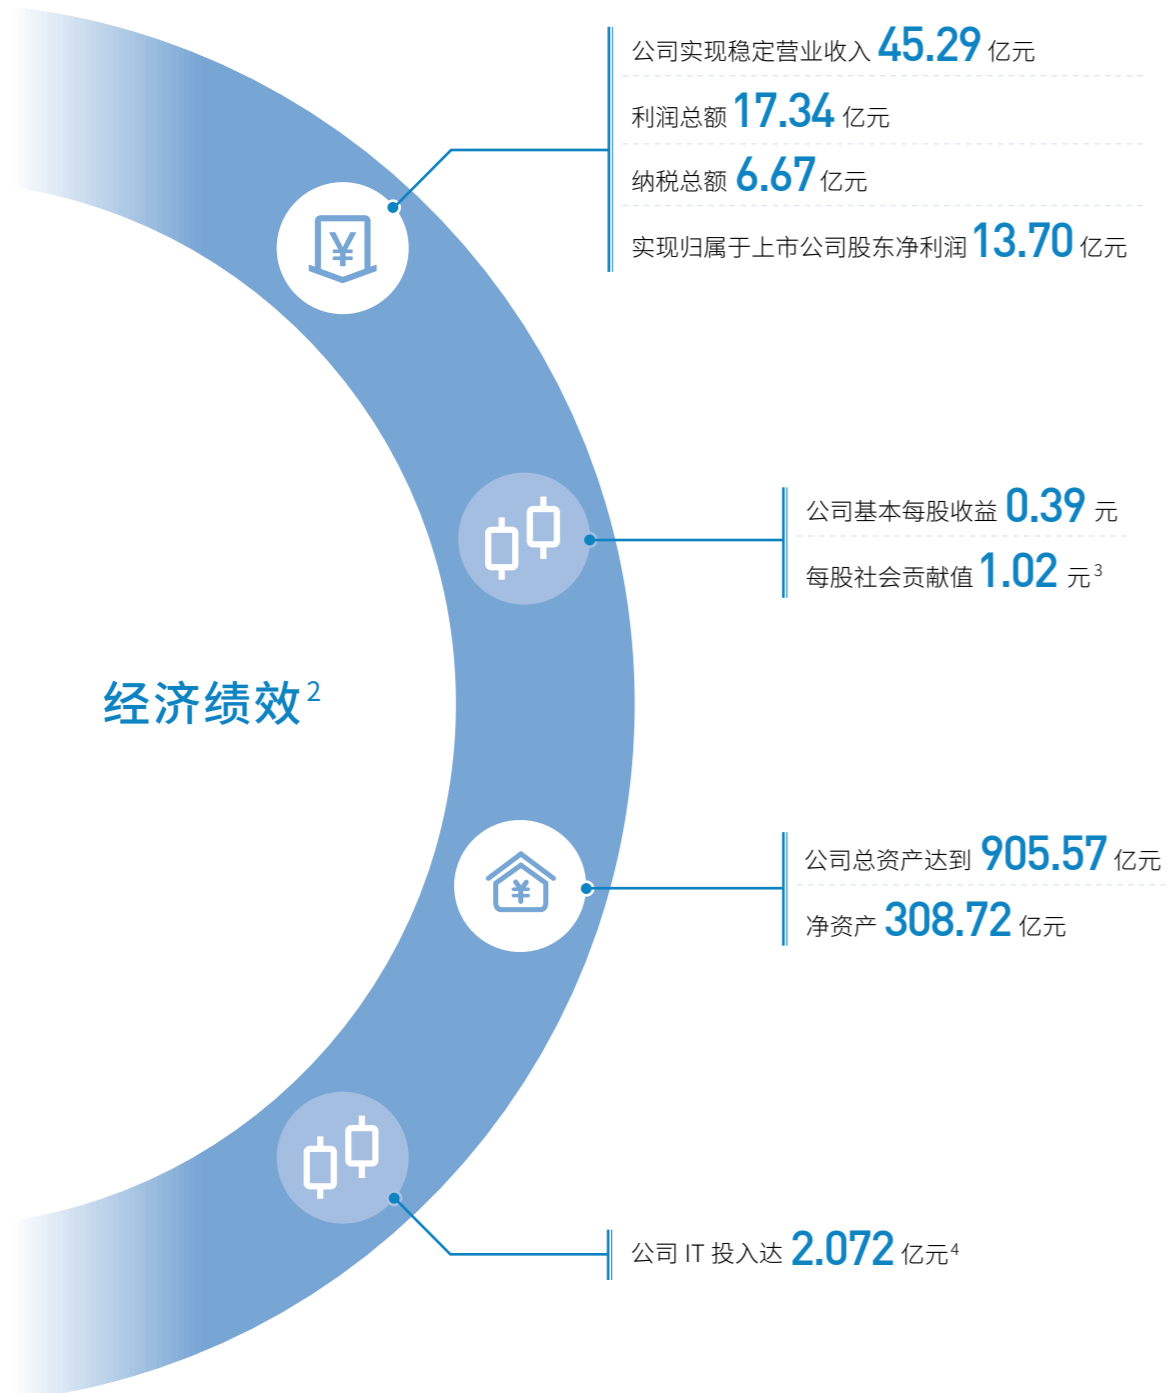 公司实现稳定营业收入 45.29 亿元
利润总额 17.34 亿元
纳税总额 6.67 亿元
实现归属于上市公司股东净利润 13.70 亿元
¥
公司基本每股收益 0.39 元
每股社会贡献值 1.02 元3
经济绩效2
公司总资产达到 905.57 亿元
净资产 308.72 亿元
¥
公司 IT 投入达 2.072 亿元4